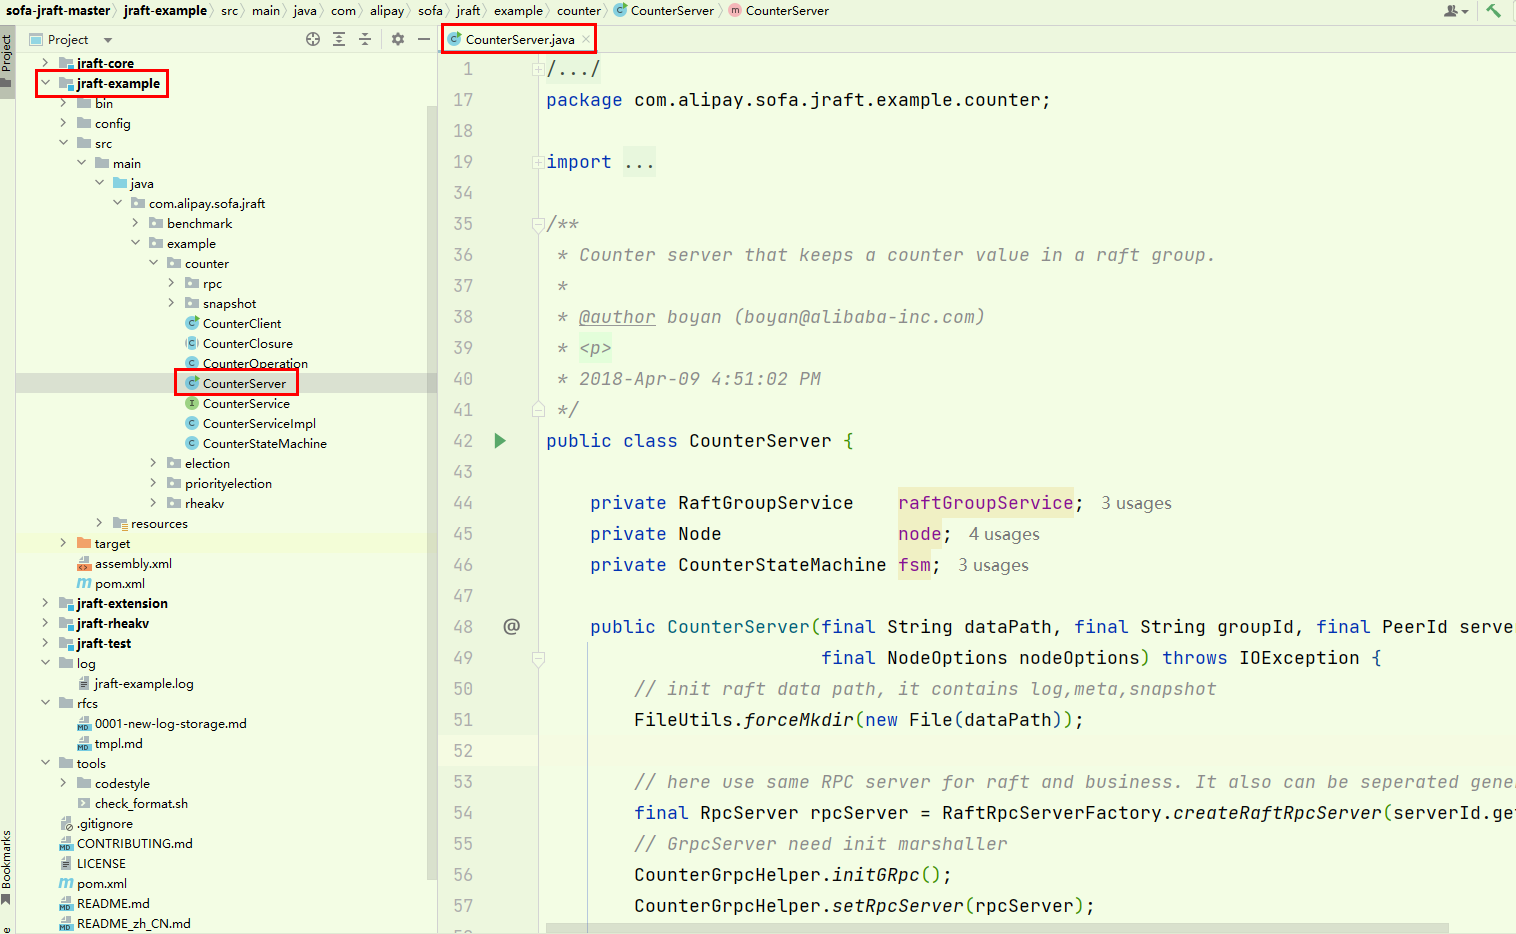 sofa-jraft-master jraft-example src main java com alipay sofa jraft example counter CounterServer CounterServer
Project
Project
CounterServer.java
jraft-core
jraft-example
bin
config
src
main
java
com.alipay.sofa.jraft
benchmark
example
counter
rpc
snapshot
CounterClient
CounterClosure
CounterOperation
CounterServer
CounterService
CounterServiceImpl
CounterStateMachine
election
priorityelection
rheakv
resources
target
assembly.xml
pom.xml
jraft-extension
jraft-rheakv
jraft-test
log
jraft-example.log
rfcs
0001-new-log-storage.md
tmpl.md
tools
codestyle
check_format.sh
.gitignore
CONTRIBUTING.md
LICENSE
pom.xml
README.md
README_zh_CN.md
Bookmarks
1 /.../
17 package com.alipay.sofa.jraft.example.counter;
18
19 import ...
34
35 /**
36 * Counter server that keeps a counter value in a raft group.
37 *
38 * @author boyan (boyan@alibaba-inc.com)
39 * <p>
40 * 2018-Apr-09 4:51:02 PM
41 */
42 public class CounterServer {
43
44 private RaftGroupService raftGroupService; 3 usages
45 private Node node; 4 usages
46 private CounterStateMachine fsm; 3 usages
47
48 @ public CounterServer(final String dataPath, final String groupId, final PeerId serve
49 final NodeOptions nodeOptions) throws IOException {
50 // init raft data path, it contains log,meta,snapshot
51 FileUtils.forceMkdir(new File(dataPath));
52
53 // here use same RPC server for raft and business. It also can be seperated gene
54 final RpcServer rpcServer = RaftRpcServerFactory.createRaftRpcServer(serverId.ge
55 // GrpcServer need init marshaller
56 CounterGrpcHelper.initGRpc();
57 CounterGrpcHelper.setRpcServer(rpcServer);